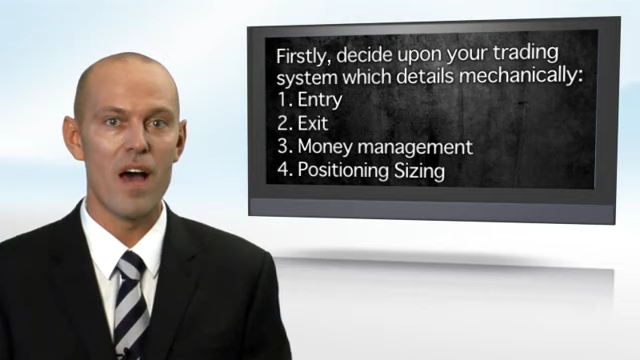 Firstly, decide upon your trading
system which details mechanically:
1. Entry
2. Exit
3. Money management
4. Positioning Sizing